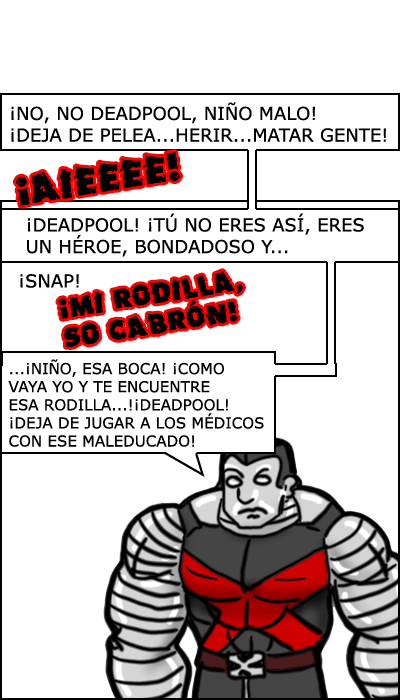 ¡NO, NO DEADPOOL, NIÑO MALO!
¡DEJA DE PELEA...HERIR...MATAR GENTE!
¡AIEEEE!
¡DEADPOOL! ¡TÚ NO ERES ASÍ, ERES
UN HÉROE, BONDADOSO Y...
¡SNAP!
¡MI RODILLA,
SO CABRÓN!
...¡NIÑO, ESA BOCA! ¡COMO
VAYA YO Y TE ENCUENTRE
ESA RODILLA...!¡DEADPOOL!
¡DEJA DE JUGAR A LOS MÉDICOS
CON ESE MALEDUCADO!